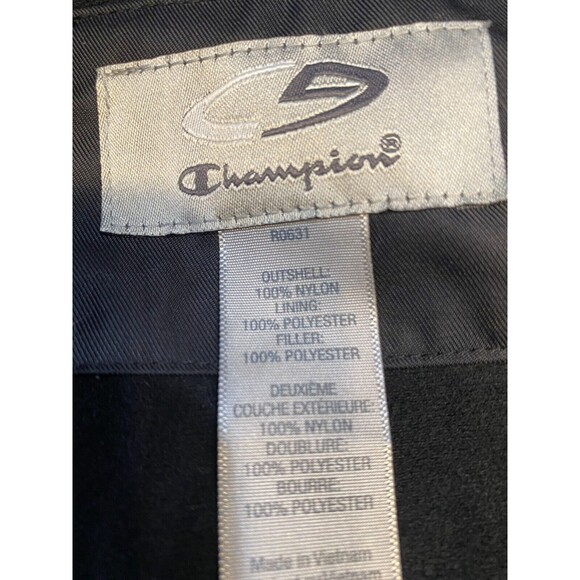 Champion®
R0631
OUTSHELL:
100% NYLON
LINING:
100% POLYESTER
FILLER:
100% POLYESTER
DEUXIÈME
COUCHE EXTÉRIEURE:
100% NYLON
DOUBLURE:
100% POLYESTER
BOURRE:
100% POLYESTER
Made in Vietnam